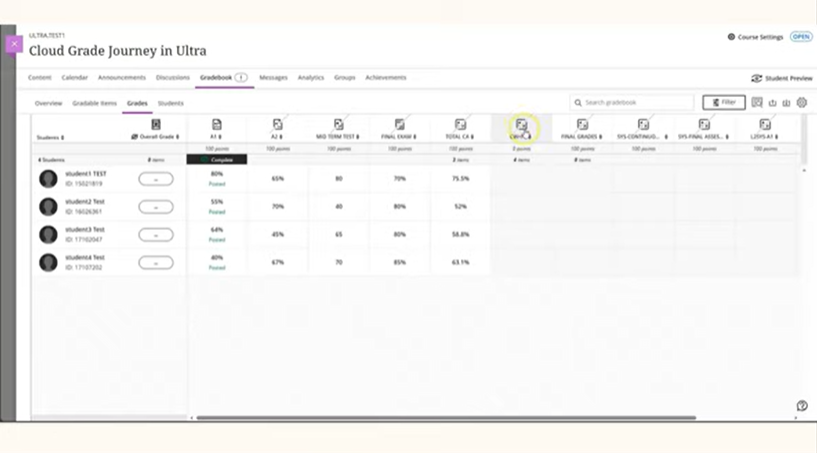 ULTRA.TEST1
Cloud Grade Journey in Ultra
Course Settings OPEN
Content Calendar Announcements Discussions Gradebook 1 Messages Analytics Groups Achievements Student Preview
Overview Gradable Items Grades Students Search gradebook Filter
Students Overall Grade A1 A2 MID TERM TEST FINAL EXAM TOTAL CA FINAL GRADES SYS-CONTINUO... SYS-FINAL ASSES... L2SYS A1
100 points 100 points 100 points 100 points 100 points 0 points 100 points 100 points 100 points 100 points
4 Students 8 items Complete 3 items 4 items 8 items
student1 TEST
ID: 15021819
80%
Posted
65% 80 70% 75.5%
student2 Test
ID: 16026361
55%
Posted
70% 40 80% 52%
student3 Test
ID: 17102047
64%
Posted
45% 65 80% 58.8%
student4 Test
ID: 17107202
40%
Posted
67% 70 85% 63.1%